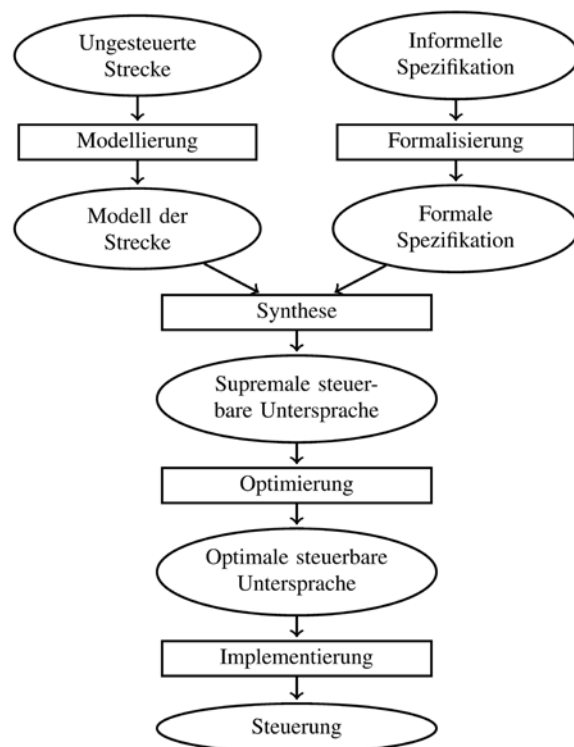 Ungesteuerte
Strecke
Informelle
Spezifikation
Modellierung
Formalisierung
Modell der
Strecke
Formale
Spezifikation
Synthese
Supremale steuer-
bare Untersprache
Optimierung
Optimale steuerbare
Untersprache
Implementierung
Steuerung